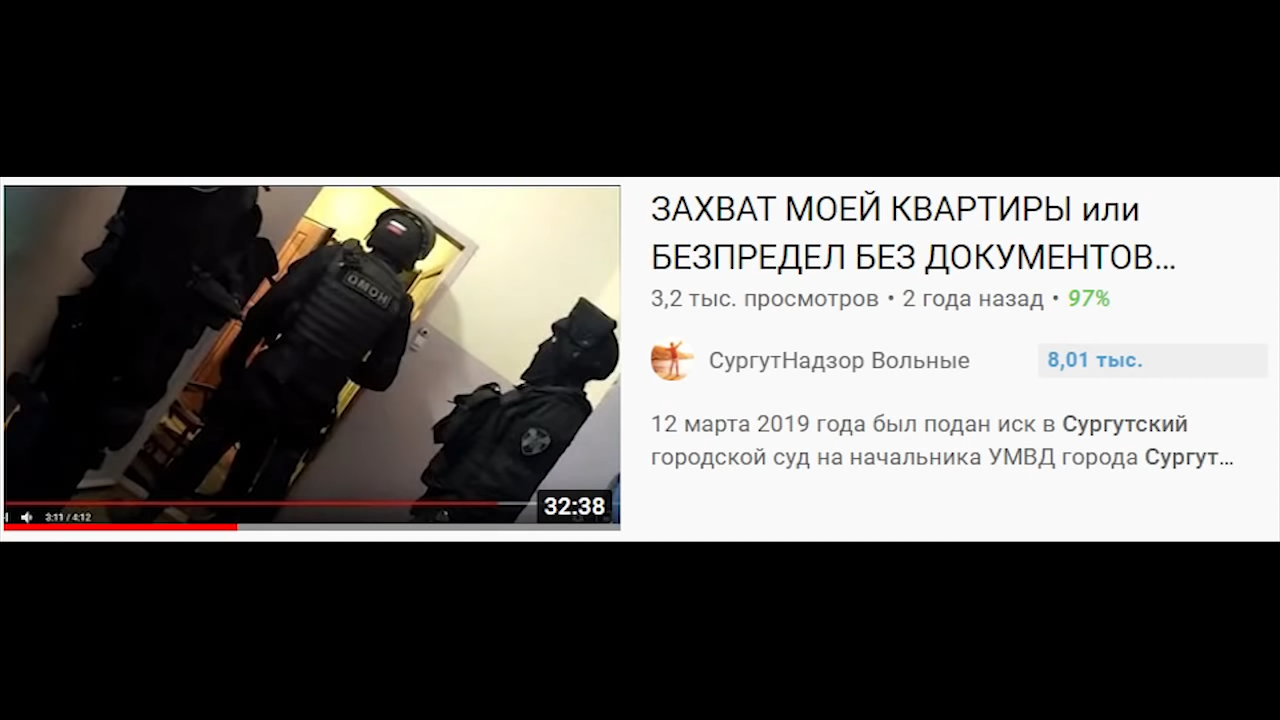 ОМОН
3:11 / 4:12
32:38
ЗАХВАТ МОЕЙ КВАРТИРЫ или
БЕЗПРЕДЕЛ БЕЗ ДОКУМЕНТОВ...
3,2 тыс. просмотров • 2 года назад • 97%
СургутНадзор Вольные
8,01 тыс.
12 марта 2019 года был подан иск в Сургутский
городской суд на начальника УМВД города Сургут...